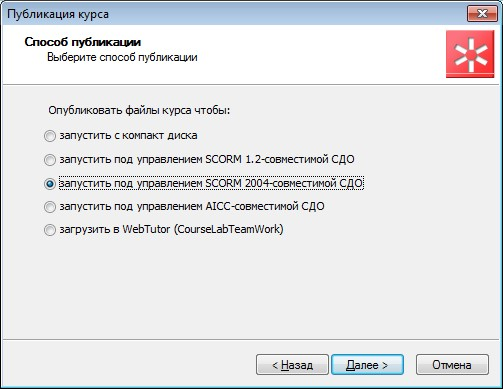 Публикация курса
Способ публикации
Выберите способ публикации
Опубликовать файлы курса чтобы:
запустить с компакт диска
запустить под управлением SCORM 1.2-совместимой СДО
запустить под управлением SCORM 2004-совместимой СДО
запустить под управлением AICC-совместимой СДО
загрузить в WebTutor (CourseLabTeamWork)
< Назад Далее > Отмена